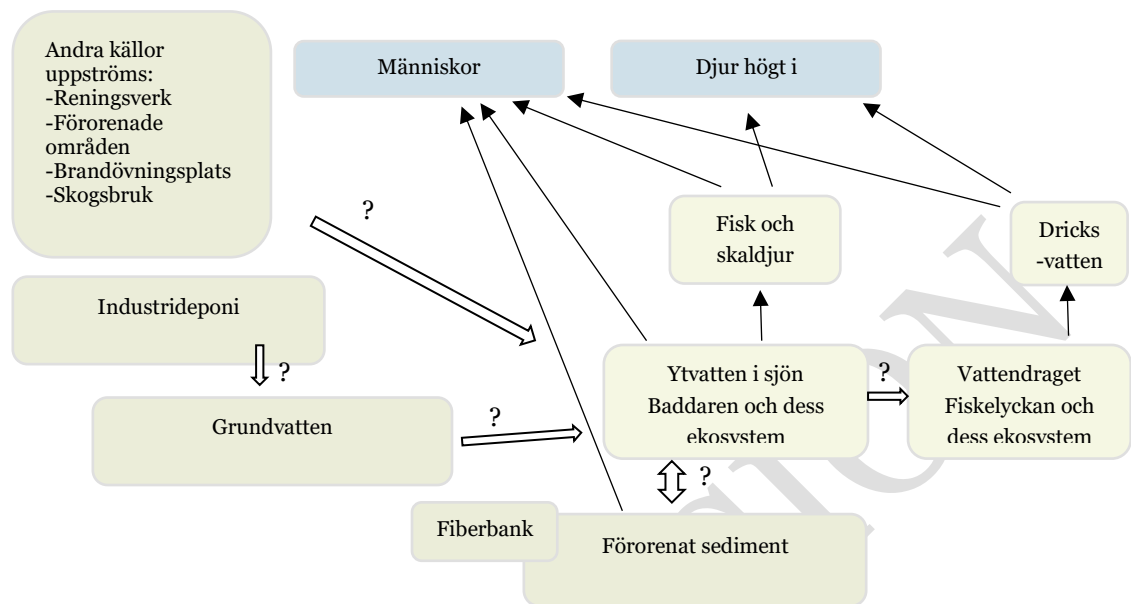 Andra källor
uppströms:
-Reningsverk
-Förorenade
områden
-Brandövningsplats
-Skogsbruk
Människor
Djur högt i
?
Fisk och
skaldjur
Dricks
-vatten
Industrideponi
?
Ytvatten i sjön
Baddaren och dess
ekosystem
?
Vattendraget
Fiskelyckan och
dess ekosystem
Grundvatten
?
?
Fiberbank
Förorenat sediment